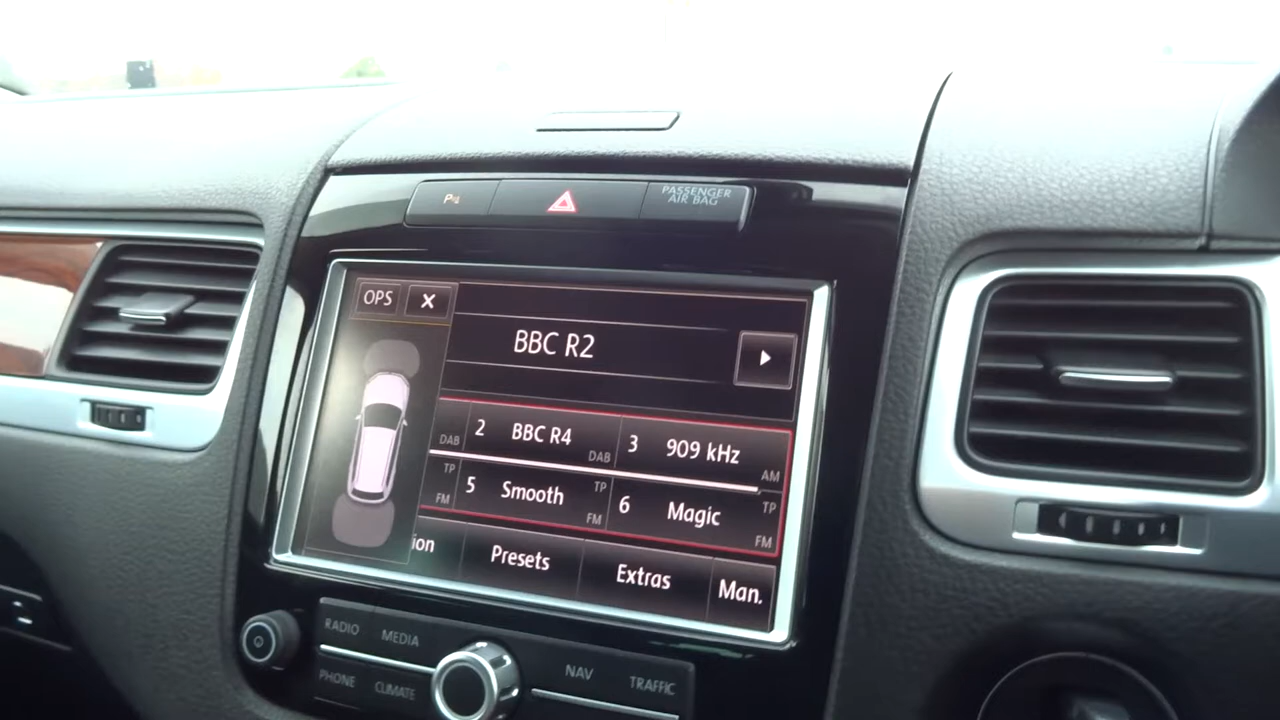 P
PASSENGER
AIR BAG
OPS X
BBC R2
DAB 2 BBC R4 DAB 3 909 kHz AM
TP FM 5 Smooth TP FM 6 Magic TP FM
ion Presets Extras Man.
RADIO MEDIA NAV TRAFFIC
PHONE CLIMATE